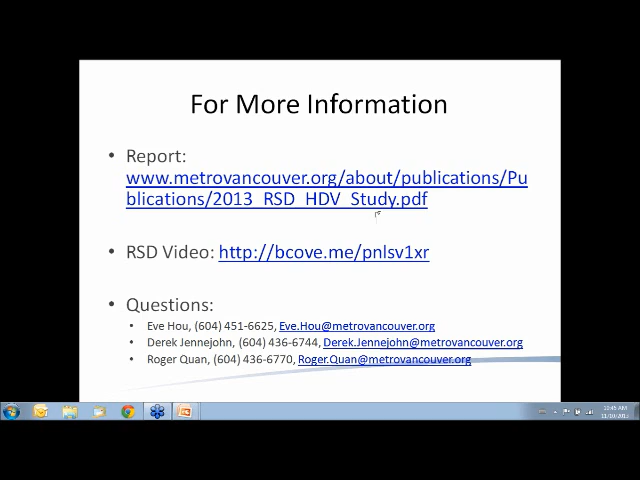 For More Information
• Report:
www.metrovancouver.org/about/publications/Pu
blications/2013_RSD_HDV_Study.pdf
• RSD Video: http://bcove.me/pnlsv1xr
• Questions:
• Eve Hou, (604) 451-6625, Eve.Hou@metrovancouver.org
• Derek Jennejohn, (604) 436-6744, Derek.Jennejohn@metrovancouver.org
• Roger Quan, (604) 436-6770, Roger.Quan@metrovancouver.org